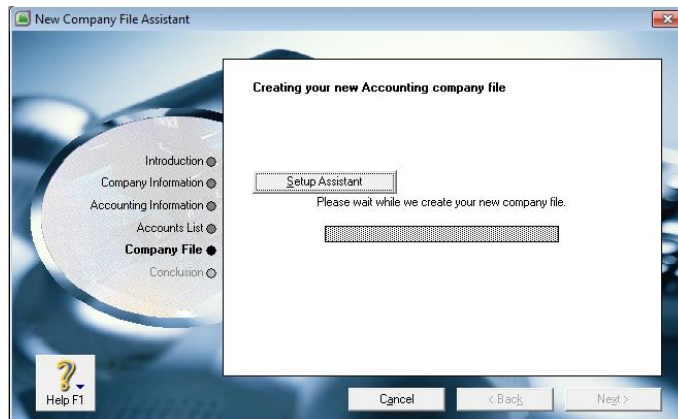 New Company File Assistant
Creating your new Accounting company file
Introduction
Company Information
Accounting Information
Accounts List
Company File
Conclusion
Setup Assistant
Please wait while we create your new company file.
Help F1
Cancel
< Back
Next >